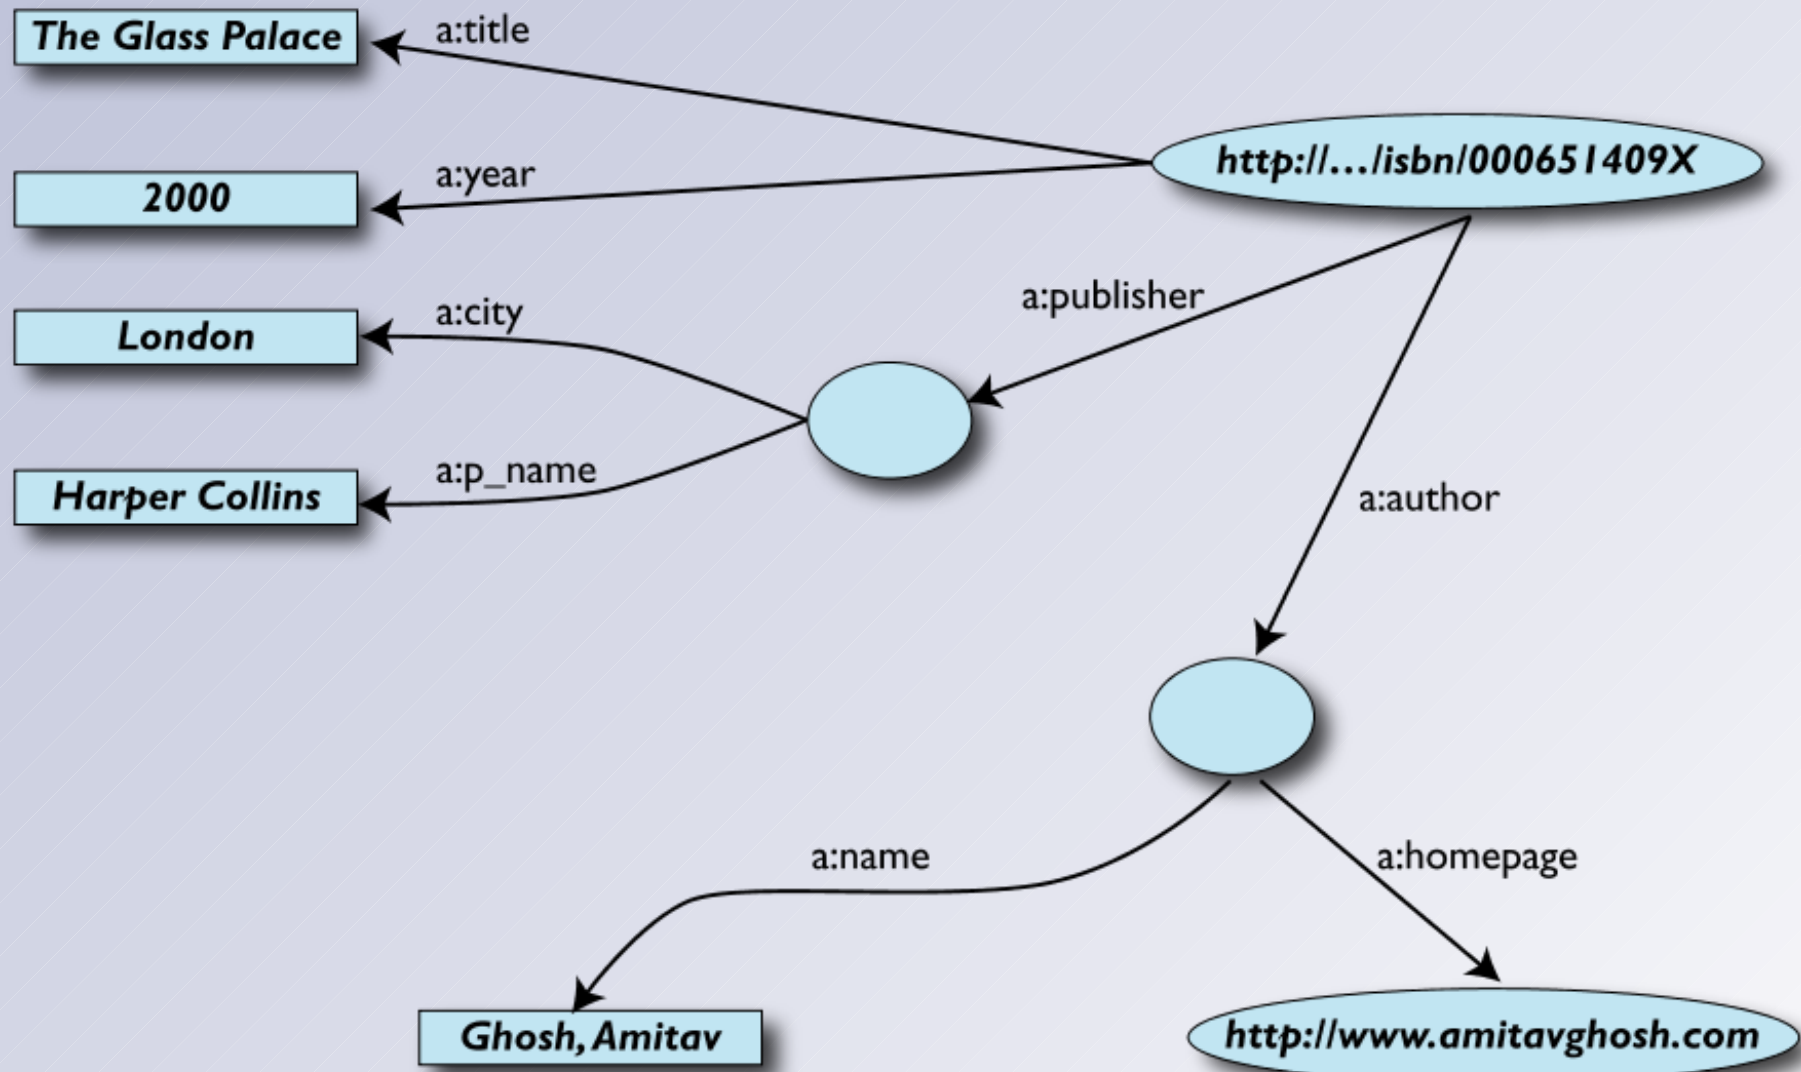 The Glass Palace
a:title
http://.../isbn/000651409X
2000
a:year
a:publisher
London
a:city
Harper Collins
a:p_name
a:author
a:name
a:homepage
Ghosh, Amitav
http://www.amitavghosh.com